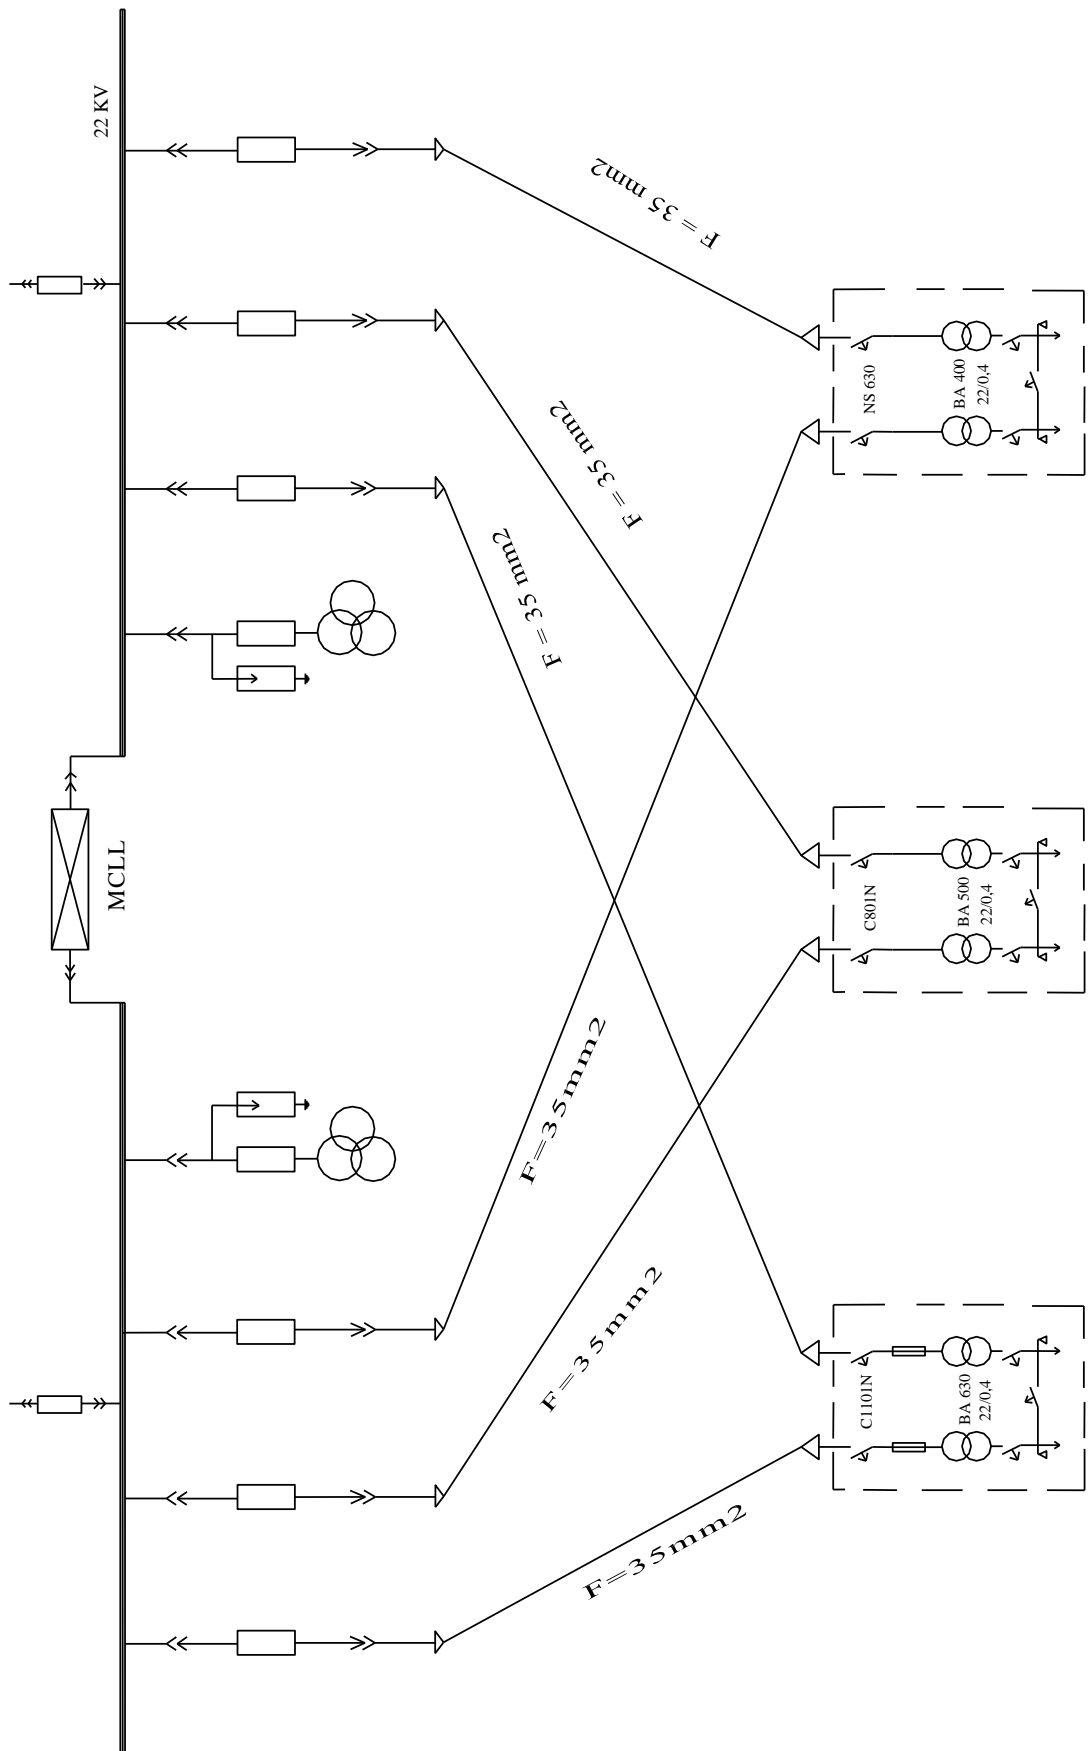 22 KV
F = 35 mm2
F = 35 mm2
F = 35 mm2
NS 630
BA 400
22/0,4
MCLL
C801N
BA 500
22/0,4
F=35mm2
F=35mm2
C1101N
BA 630
22/0,4
F=35mm2